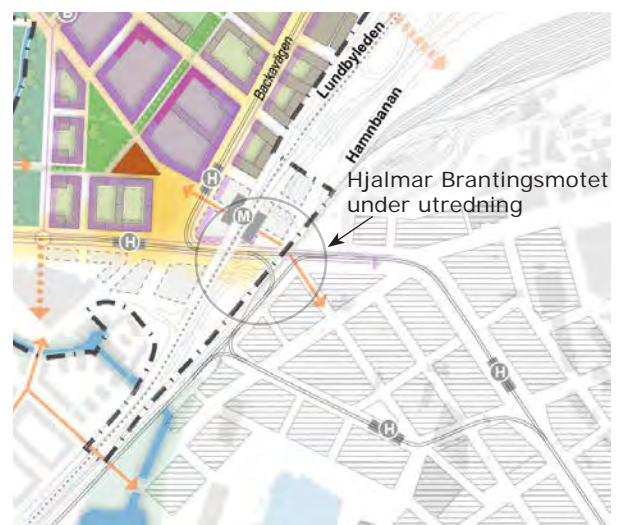 B
Backavägen
Lundbyleden
Hamnbanan
H
Hjalmar Brantingsmotet
under utredning
M
H
H
H